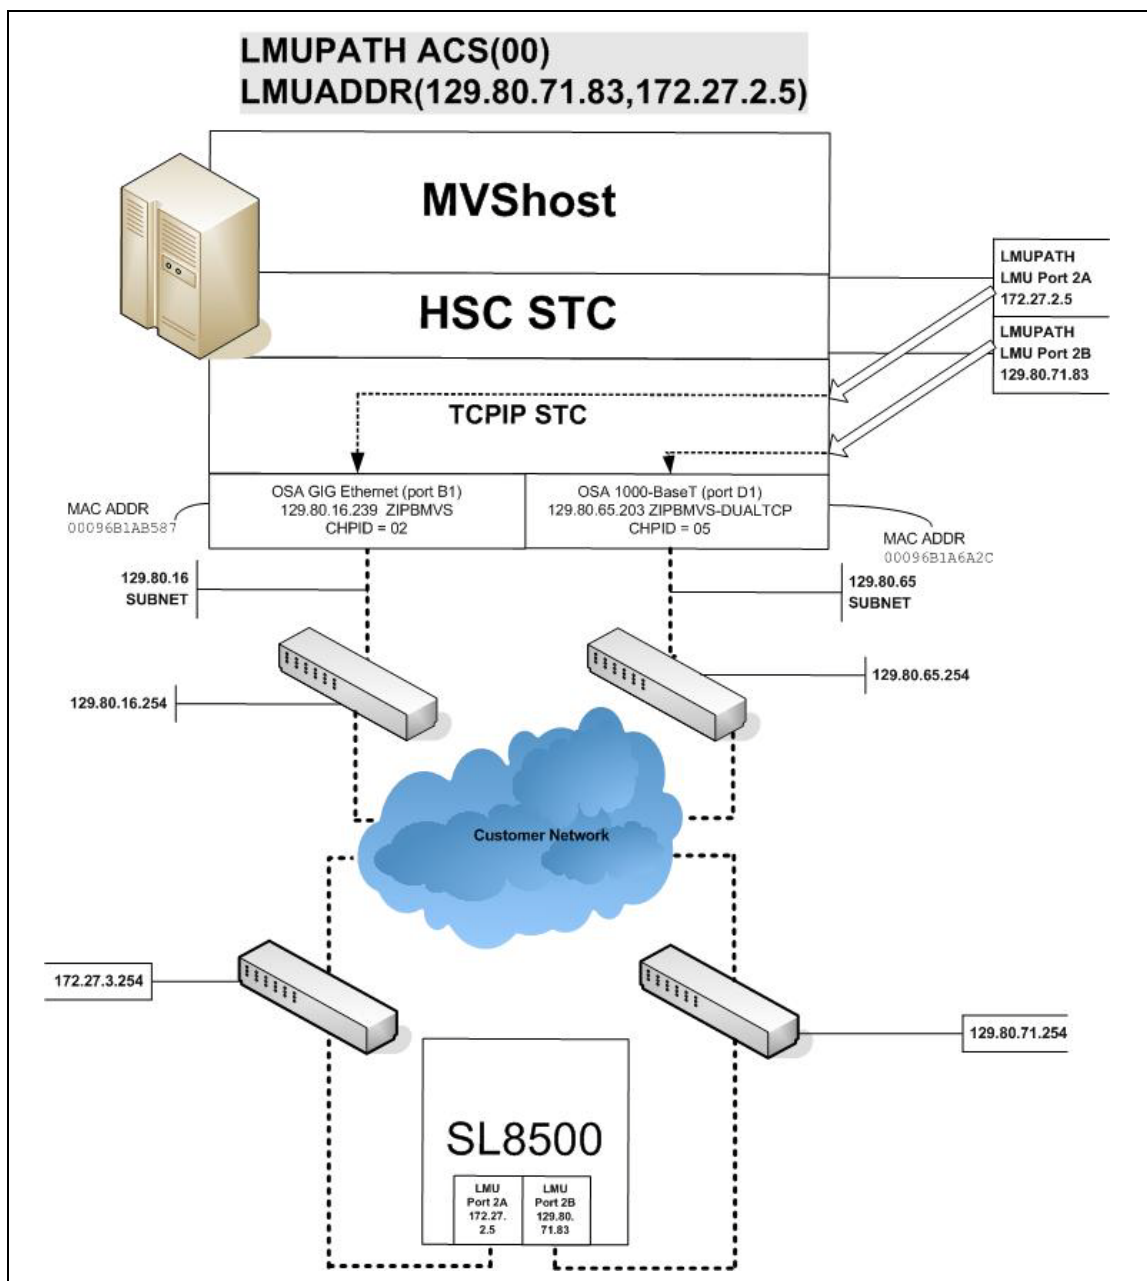 LMUPATH ACS(00)
LMUADDR(129.80.71.83,172.27.2.5)
MVShost
HSC STC
LMUPATH
LMU Port 2A
172.27.2.5
LMUPATH
LMU Port 2B
129.80.71.83
TCPIP STC
OSA GIG Ethernet (port B1)
129.80.16.239 ZIPBMVS
CHPID = 02
OSA 1000-BaseT (port D1)
129.80.65.203 ZIPBMVS-DUALTCP
CHPID = 05
MAC ADDR
00096B1AB587
MAC ADDR
00096B1A6A2C
129.80.16
SUBNET
129.80.65
SUBNET
129.80.16.254
129.80.65.254
Customer Network
172.27.3.254
129.80.71.254
SL8500
LMU
Port 2A
172.27.
2.5
LMU
Port 2B
129.80.
71.83